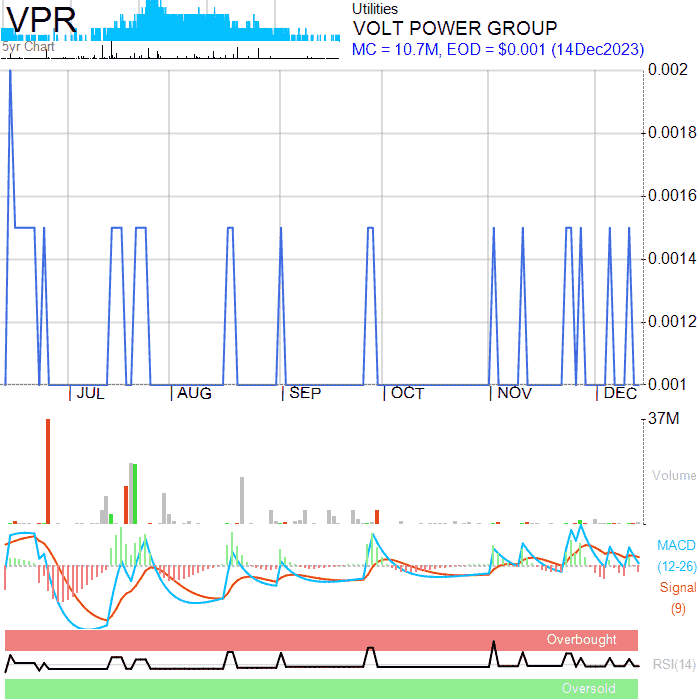 VPR
5yr Chart
Utilities
VOLT POWER GROUP
MC = 10.7M, EOD = $0.001 (14Dec2023)
0.002
0.0018
0.0016
0.0014
0.0012
0.001
JUL AUG SEP OCT NOV DEC
37M
Volume
MACD
(12-26)
Signal
(9)
Overbought
RSI(14)
Oversold